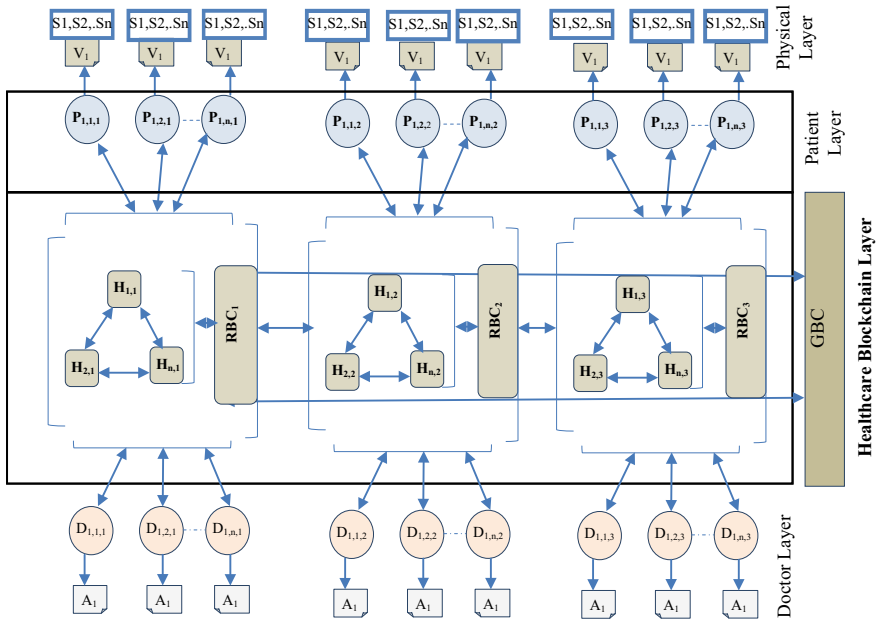 S1,S2,.Sn S1,S2,.Sn S1,S2,.Sn S1,S2,.Sn S1,S2,.Sn S1,S2,.Sn S1,S2,.Sn S1,S2,.Sn S1,S2,.Sn
V1 V1 V1 V1 V1 V1 V1 V1 V1
Physical
Layer
P1,1,1 P1,2,1 P1,n,1 P1,1,2 P1,2,2 P1,n,2 P1,1,3 P1,2,3 P1,n,3
Patient
Layer
H1,1 H1,2 H1,3
RBC1 RBC2 RBC3
H2,1 Hn,1 H2,2 Hn,2 H2,3 Hn,3
GBC
Healthcare Blockchain Layer
D1,1,1 D1,2,1 D1,n,1 D1,1,2 D1,2,2 D1,n,2 D1,1,3 D1,2,3 D1,n,3
A1 A1 A1 A1 A1 A1 A1 A1 A1
Doctor Layer